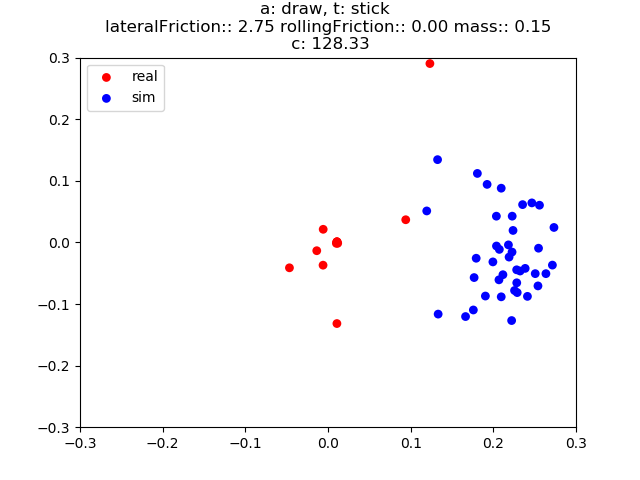 a: draw, t: stick
lateralFriction:: 2.75 rollingFriction:: 0.00 mass:: 0.15
c: 128.33
real
sim
0.3
0.2
0.1
0.0
−0.1
−0.2
−0.3
−0.3
−0.2
−0.1
0.0
0.1
0.2
0.3